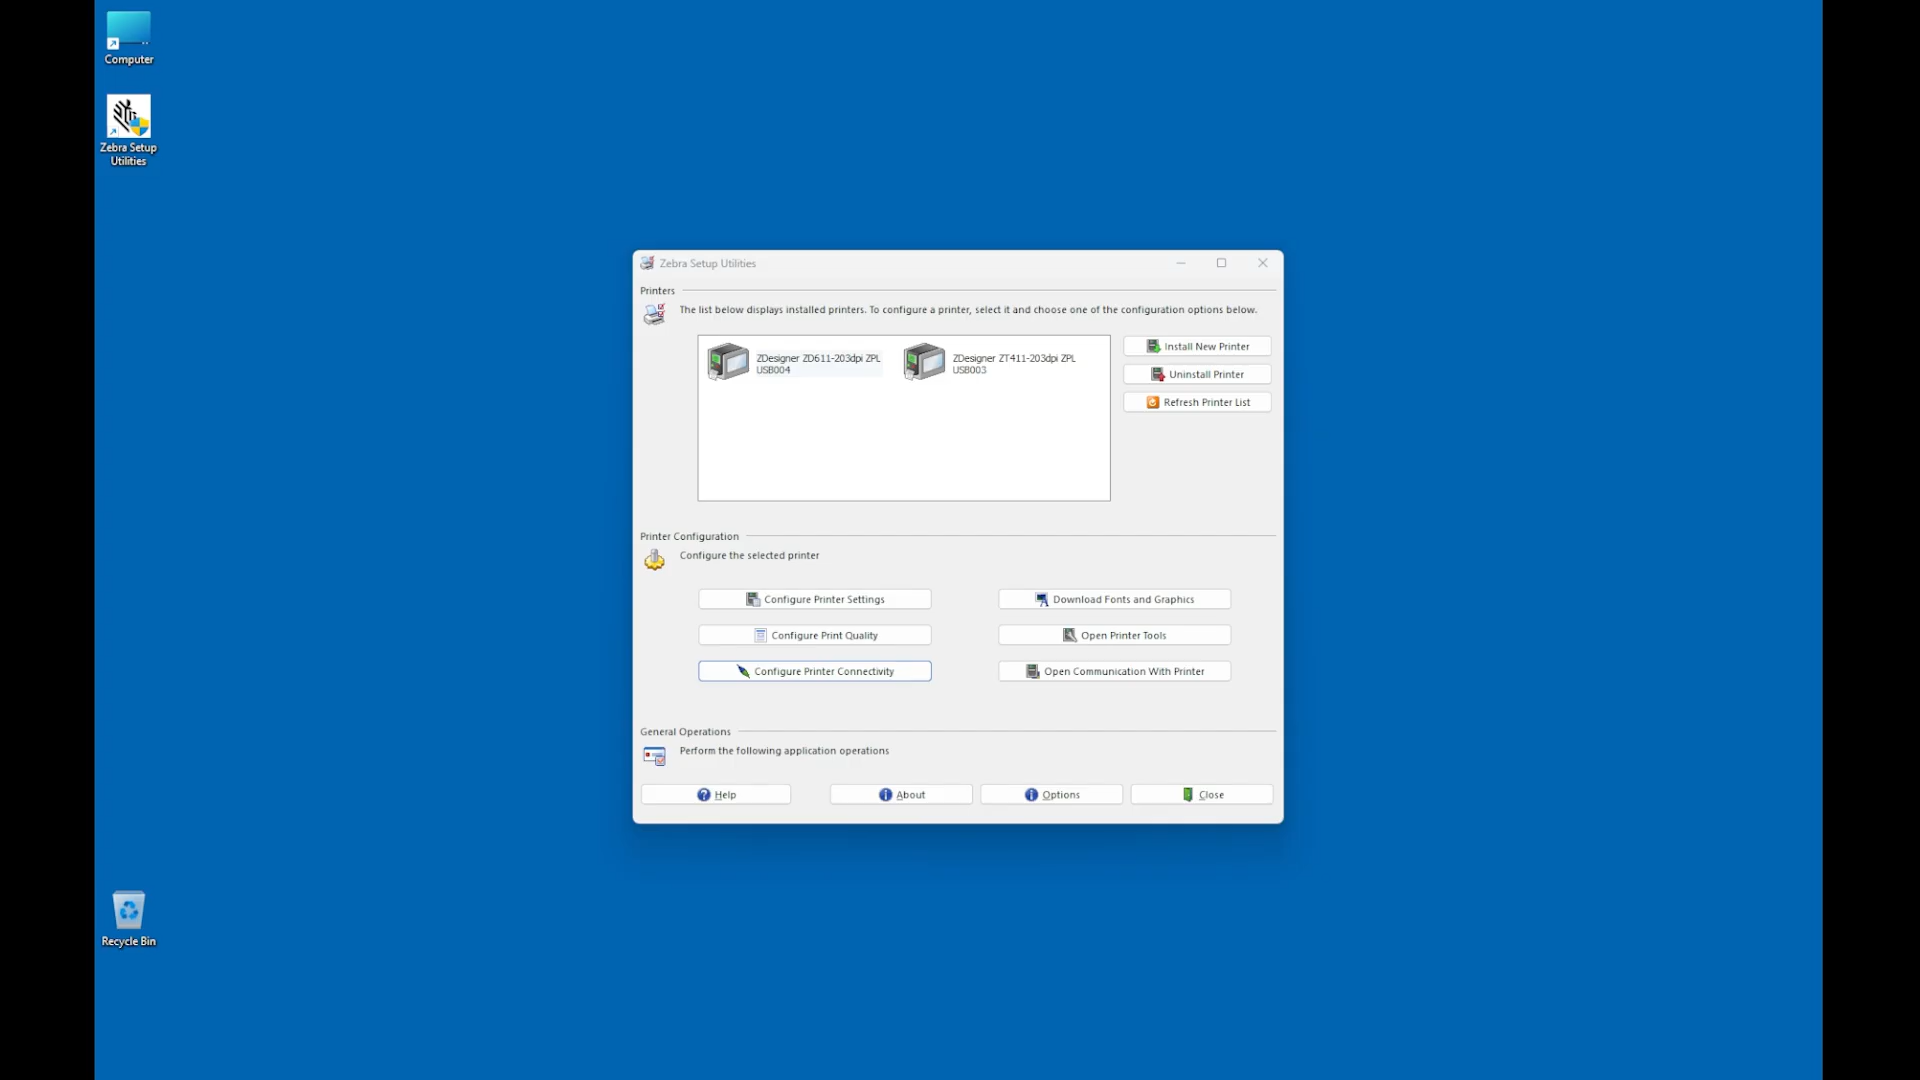 Computer
Zebra Setup
Utilities
Zebra Setup Utilities
Printers
The list below displays installed printers. To configure a printer, select it and choose one of the configuration options below.
ZDesigner ZD611-203dpi ZPL
USB004
ZDesigner ZT411-203dpi ZPL
USB003
Install New Printer
Uninstall Printer
Refresh Printer List
Printer Configuration
Configure the selected printer
Configure Printer Settings
Download Fonts and Graphics
Configure Print Quality
Open Printer Tools
Configure Printer Connectivity
Open Communication With Printer
General Operations
Perform the following application operations
Help
About
Options
Close
Recycle Bin